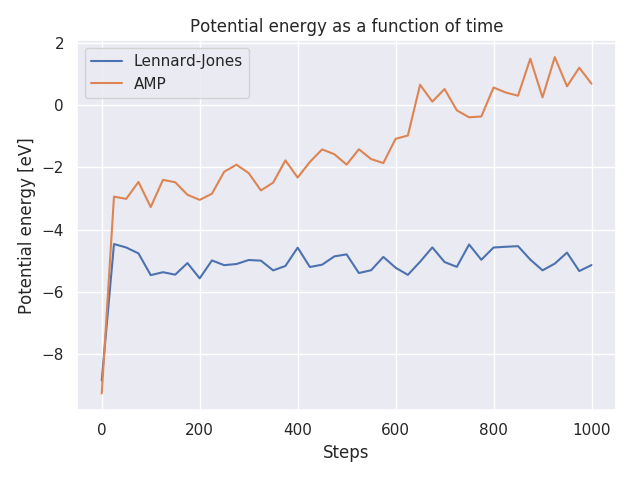 Potential energy as a function of time
Lennard-Jones
AMP
Potential energy [eV]
2
0
−2
−4
−6
−8
0 200 400 600 800 1000
Steps